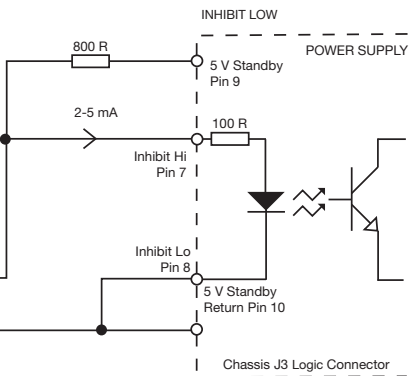 INHIBIT LOW
POWER SUPPLY
800 R
5 V Standby
Pin 9
2-5 mA
100 R
Inhibit Hi
Pin 7
Inhibit Lo
Pin 8
5 V Standby
Return Pin 10
Chassis J3 Logic Connector